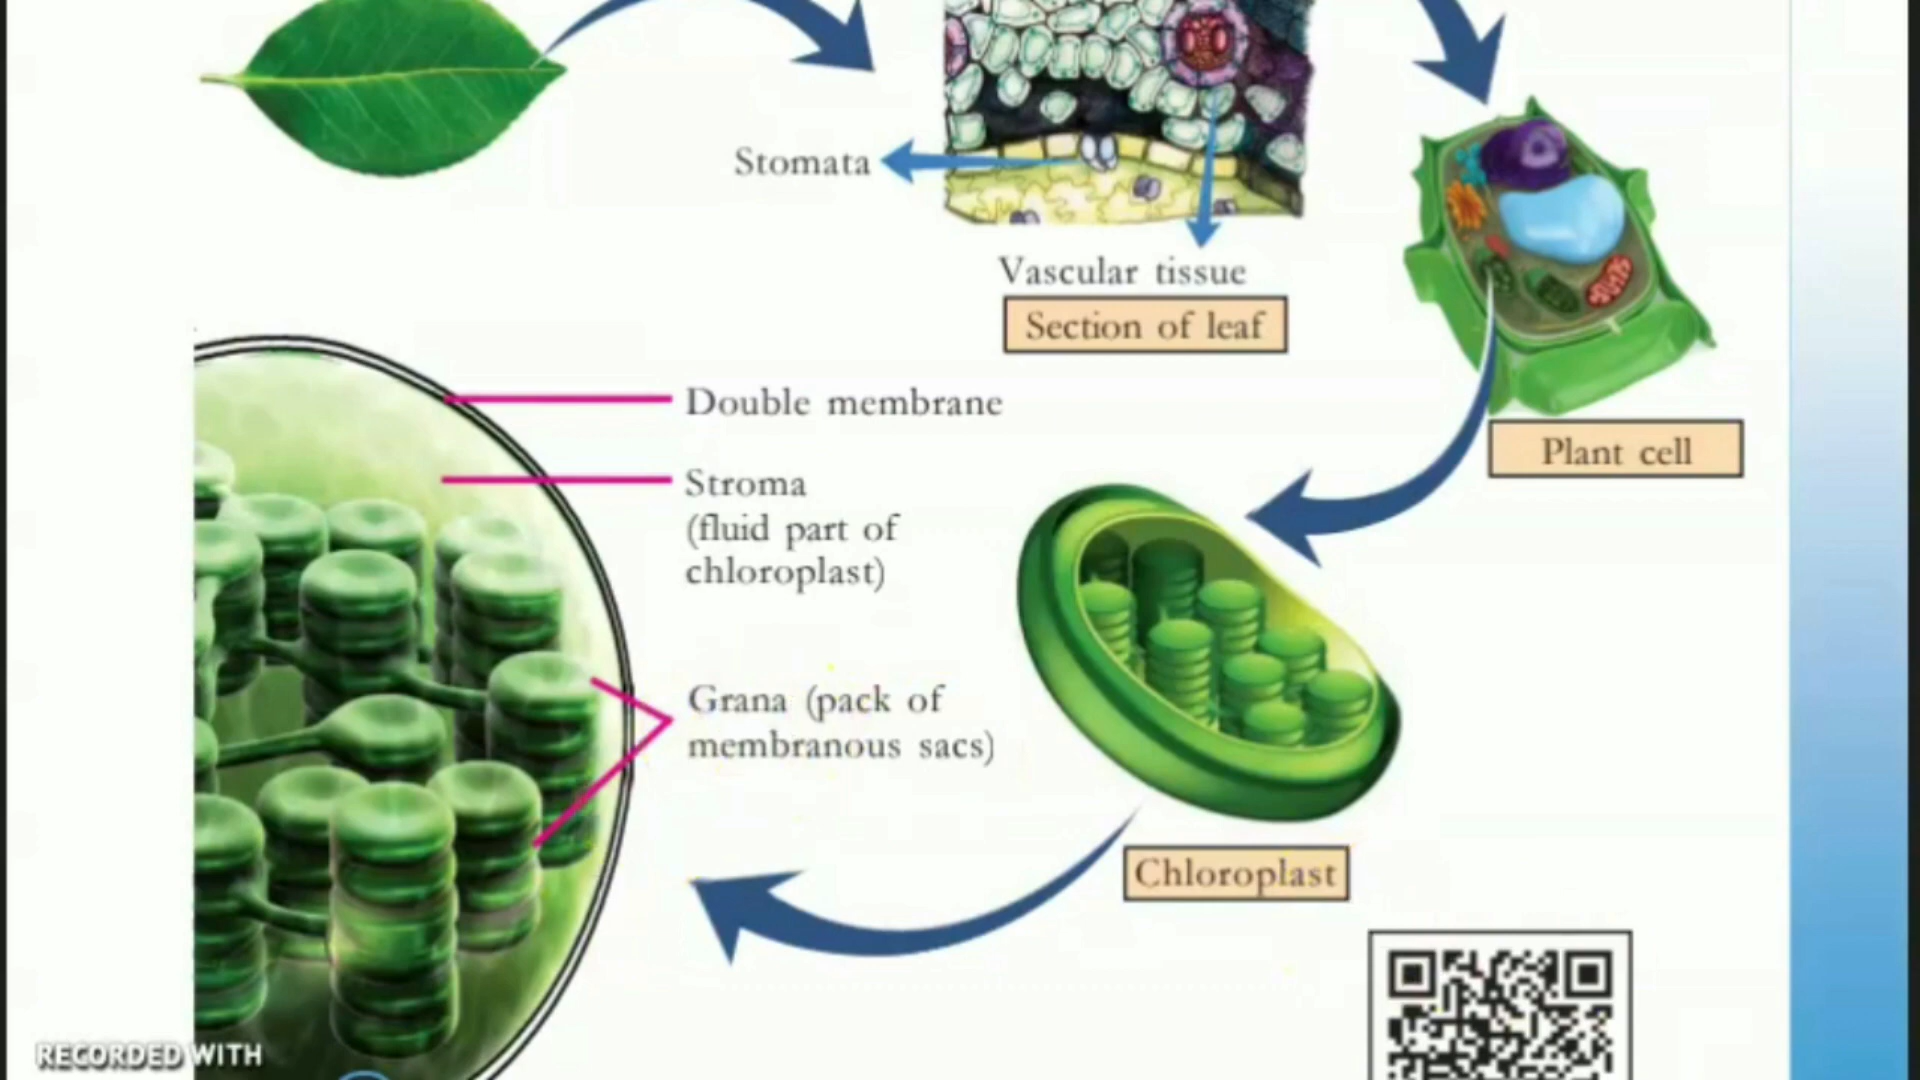 Stomata
Vascular tissue
Section of leaf
Double membrane
Stroma
(fluid part of
chloroplast)
Plant cell
Grana (pack of
membranous sacs)
Chloroplast
RECORDED WITH